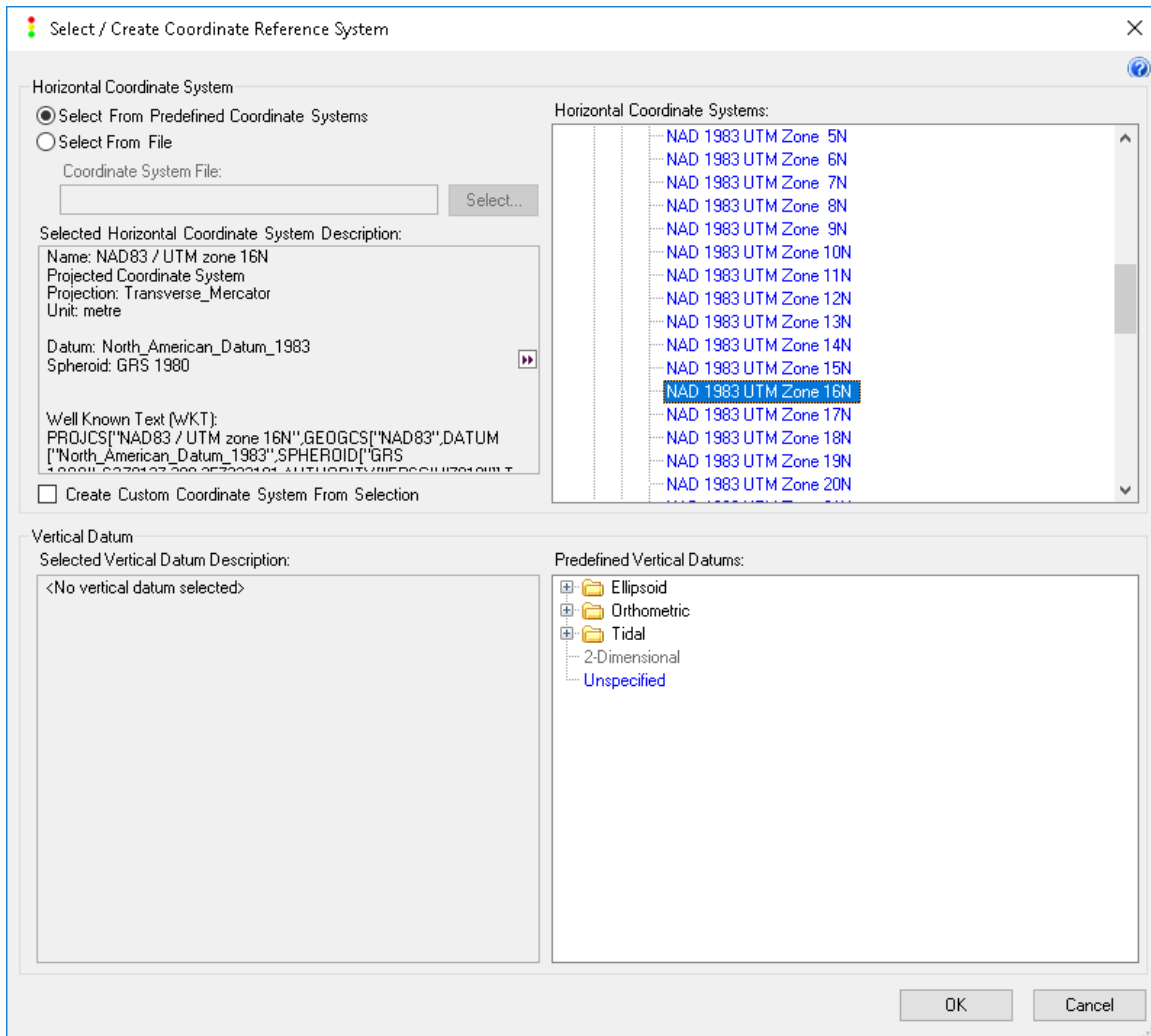 Select / Create Coordinate Reference System
Horizontal Coordinate System
Select From Predefined Coordinate Systems
Select From File
Coordinate System File:
Select...
Selected Horizontal Coordinate System Description:
Name: NAD83 / UTM zone 16N
Projected Coordinate System
Projection: Transverse_Mercator
Unit: metre
Datum: North_American_Datum_1983
Spheroid: GRS 1980
Well Known Text (WKT):
PROJCS["NAD83 / UTM zone 16N",GEOGCS["NAD83",DATUM
["North_American_Datum_1983",SPHEROID["GRS
Create Custom Coordinate System From Selection
Horizontal Coordinate Systems:
NAD 1983 UTM Zone  5N
NAD 1983 UTM Zone  6N
NAD 1983 UTM Zone  7N
NAD 1983 UTM Zone  8N
NAD 1983 UTM Zone  9N
NAD 1983 UTM Zone 10N
NAD 1983 UTM Zone 11N
NAD 1983 UTM Zone 12N
NAD 1983 UTM Zone 13N
NAD 1983 UTM Zone 14N
NAD 1983 UTM Zone 15N
NAD 1983 UTM Zone 16N
NAD 1983 UTM Zone 17N
NAD 1983 UTM Zone 18N
NAD 1983 UTM Zone 19N
NAD 1983 UTM Zone 20N
Vertical Datum
Selected Vertical Datum Description:
<No vertical datum selected>
Predefined Vertical Datums:
Ellipsoid
Orthometric
Tidal
2-Dimensional
Unspecified
OK
Cancel